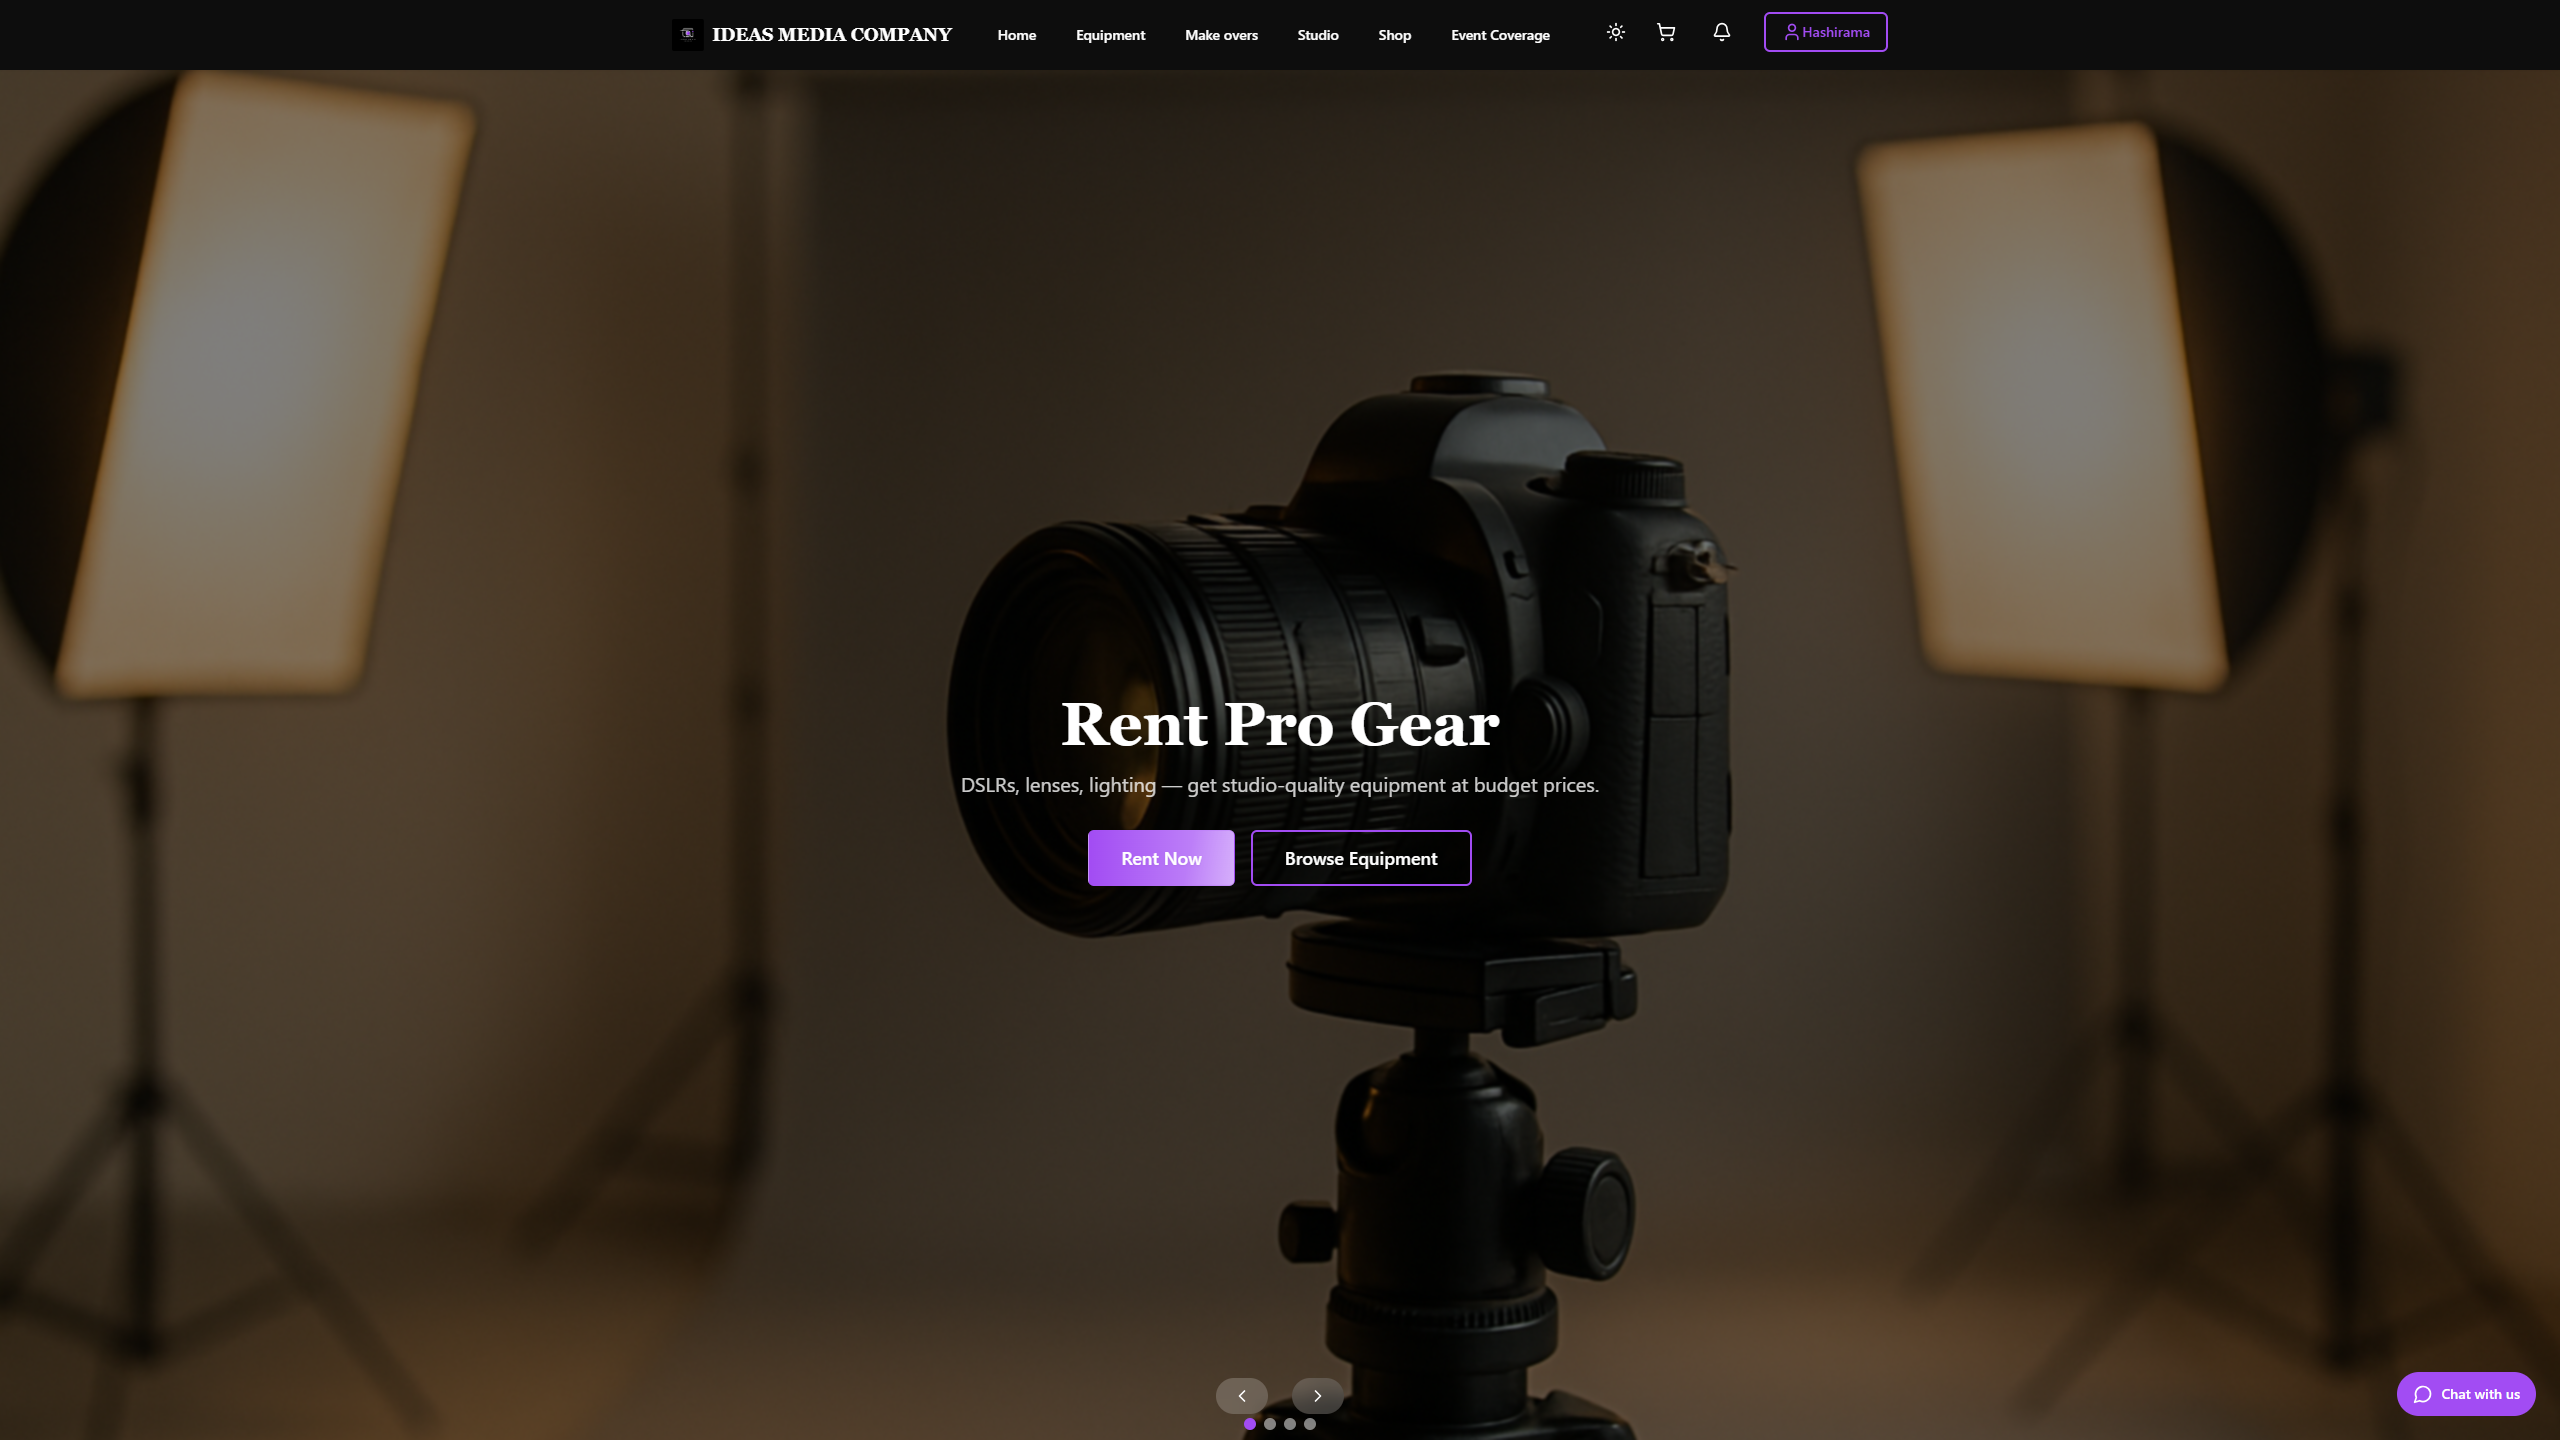 IDEAS MEDIA COMPANY
Home
Equipment
Make overs
Studio
Shop
Event Coverage
Hashirama
Rent Pro Gear
DSLRs, lenses, lighting — get studio-quality equipment at budget prices.
Rent Now
Browse Equipment
Chat with us